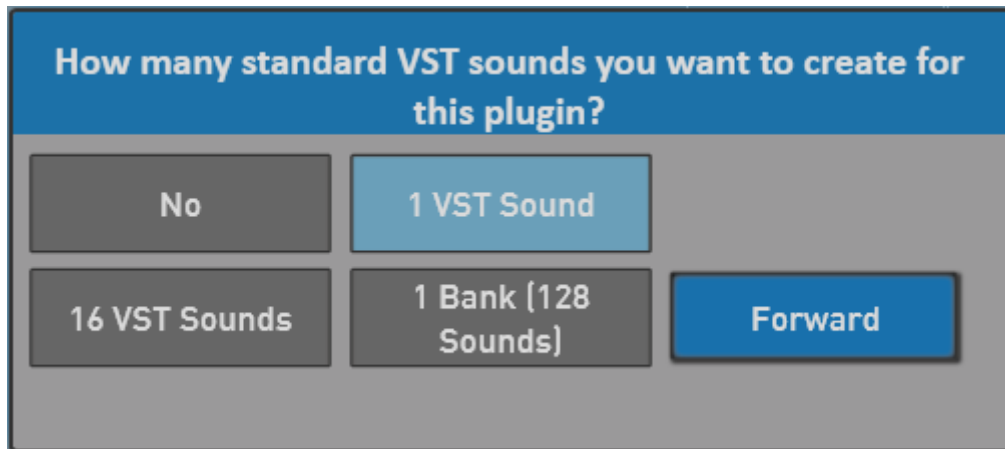 How many standard VST sounds you want to create for
this plugin?
No
1 VST Sound
16 VST Sounds
1 Bank (128
Sounds)
Forward